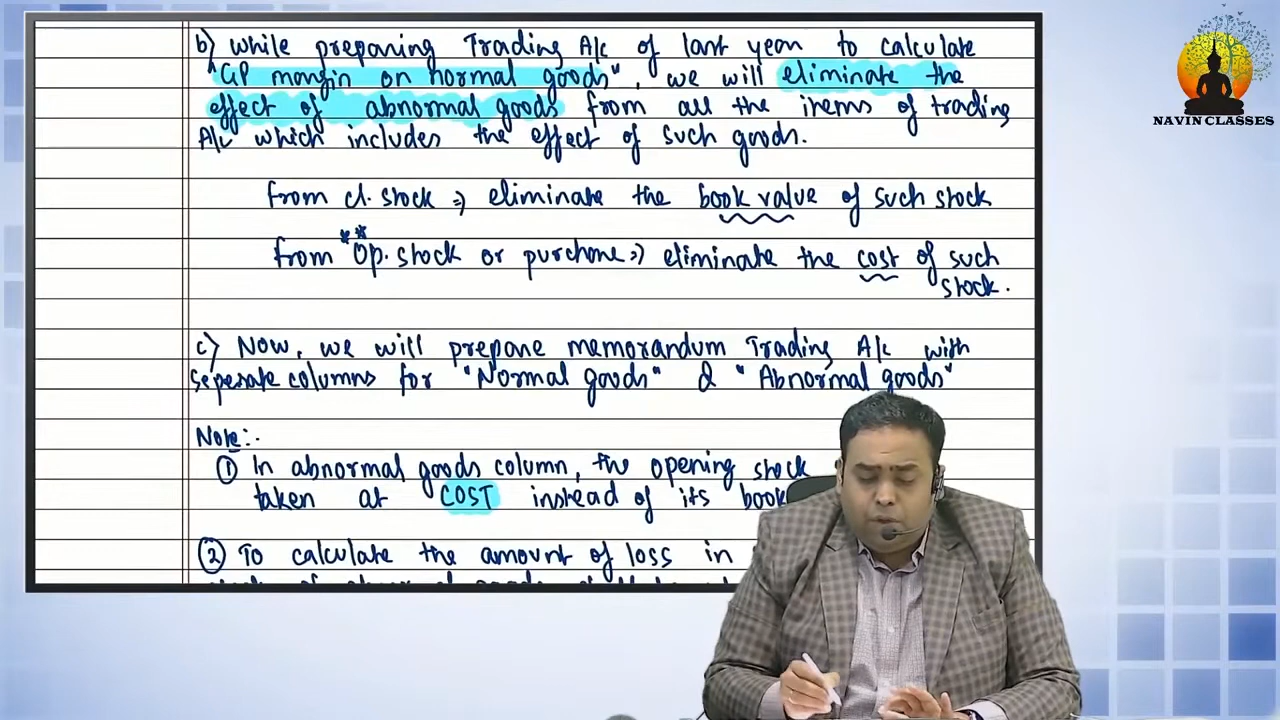 b) While preparing Trading A/c of last year to calculate
"GP margin on normal goods", we will eliminate the
effect of abnormal goods from all the items of trading
A/c which includes the effect of such goods.
from cl. stock ⇒ eliminate the book value of such stock
from **Op. stock or purchase ⇒ eliminate the cost of such
stock.
c) Now, we will prepare memorandum Trading A/c with
seperate columns for "Normal goods" & "Abnormal goods"
Note:-
① In abnormal goods column, the opening stock
taken at COST instead of its book
② To calculate the amount of loss in
NAVIN CLASSES